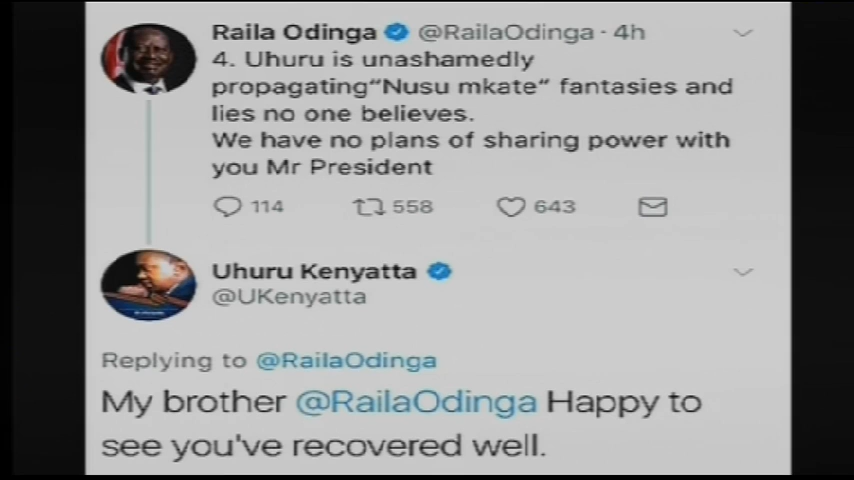 Raila Odinga @RailaOdinga · 4h
4. Uhuru is unashamedly
propagating“Nusu mkate“ fantasies and
lies no one believes.
We have no plans of sharing power with
you Mr President
114 558 643
Uhuru Kenyatta
@UKenyatta
Replying to @RailaOdinga
My brother @RailaOdinga Happy to
see you've recovered well.